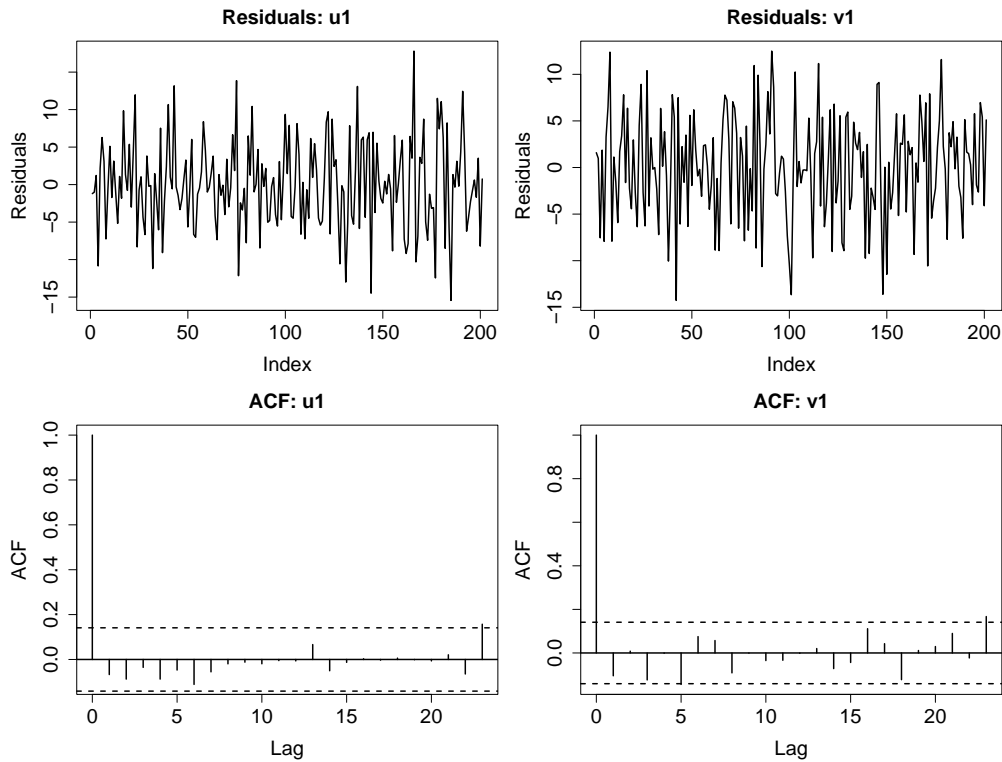 Residuals: u1
Residuals
−15 −5 0 5 10
0 50 100 150 200
Index
Residuals: v1
Residuals
−15 −5 0 5 10
0 50 100 150 200
Index
ACF: u1
ACF
0.0 0.2 0.4 0.6 0.8 1.0
0 5 10 15 20
Lag
ACF: v1
ACF
0.0 0.4 0.8
0 5 10 15 20
Lag